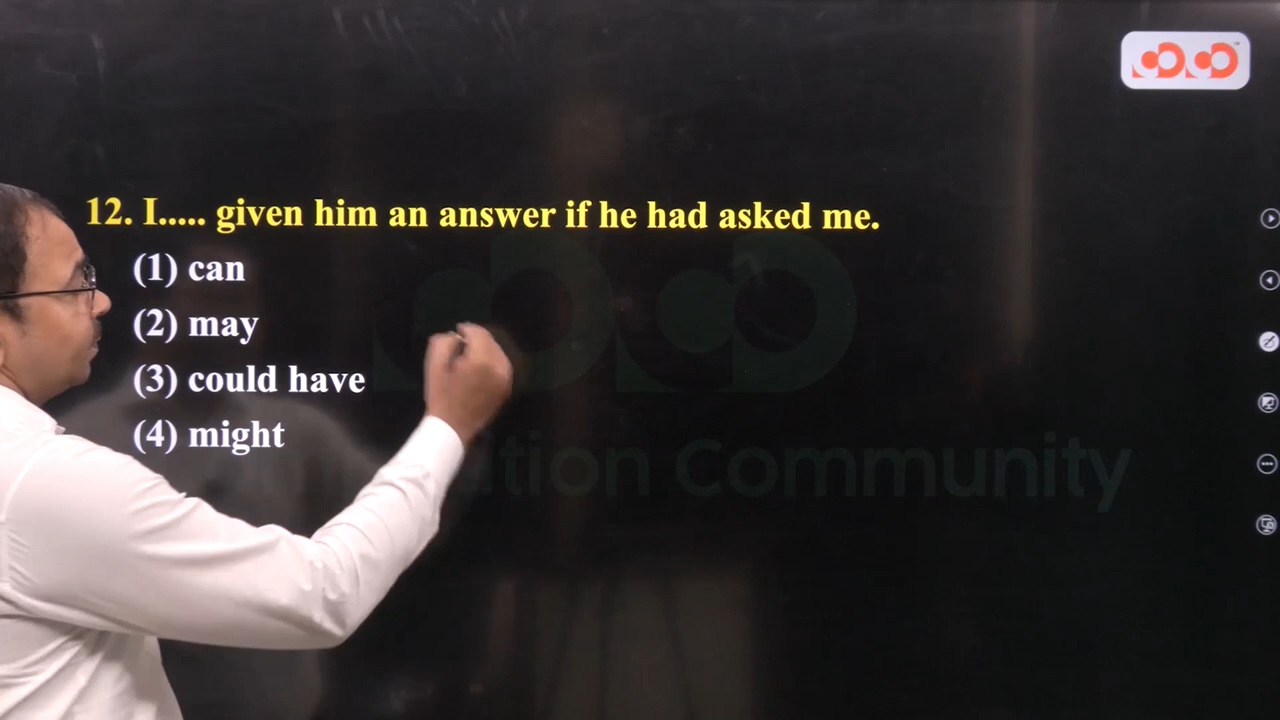 12. I..... given him an answer if he had asked me.
(1) can
(2) may
(3) could have
(4) might
Community